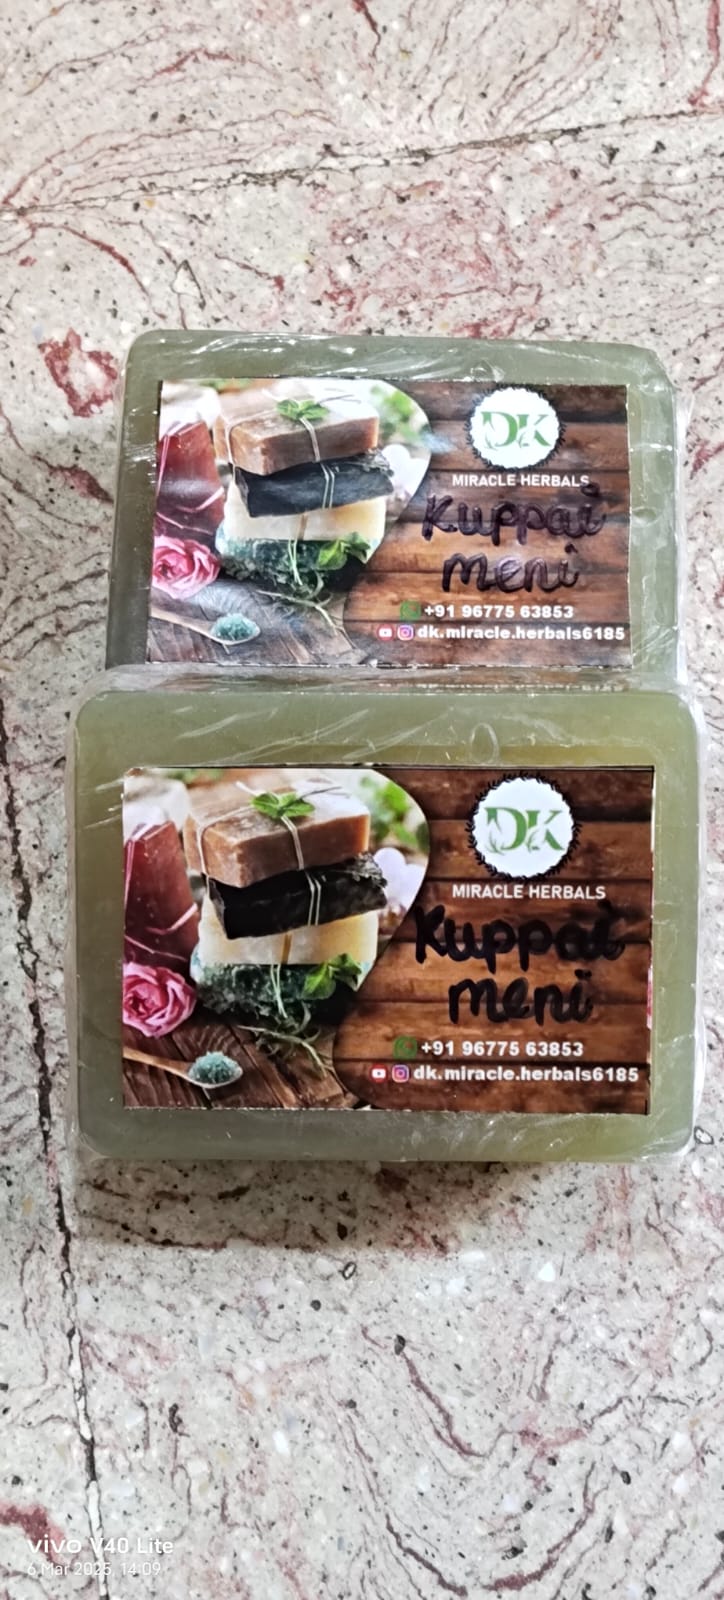 DK
MIRACLE HERBALS
Kuppai
meni
+91 96775 63853
dk.miracle.herbals6185
DK
MIRACLE HERBALS
Kuppai
meni
+91 96775 63853
dk.miracle.herbals6185
vivo V40 Lite
6 Mar 2025, 14:09